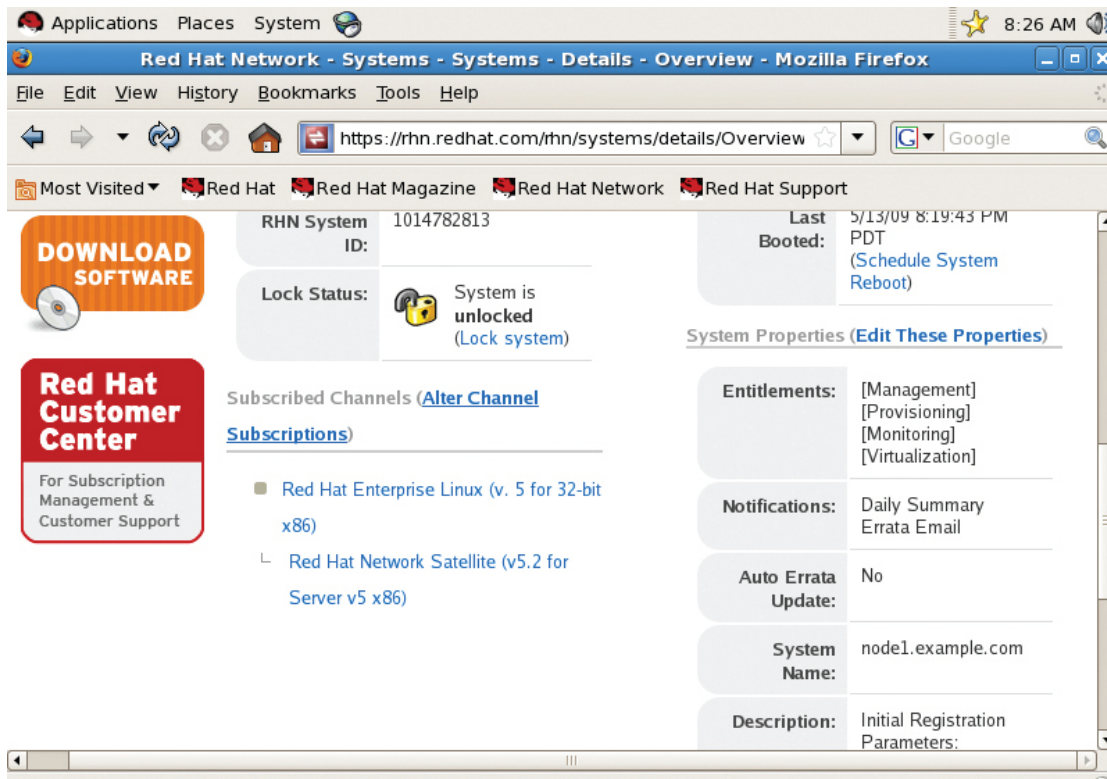 Applications Places System
8:26 AM
Red Hat Network - Systems - Systems - Details - Overview - Mozilla Firefox
File Edit View History Bookmarks Tools Help
https://rhn.redhat.com/rhn/systems/details/Overview
G
Google
Most Visited
Red Hat
Red Hat Magazine
Red Hat Network
Red Hat Support
DOWNLOAD
SOFTWARE
Red Hat
Customer
Center
For Subscription
Management &
Customer Support
RHN System
ID:
1014782813
Lock Status:
System is
unlocked
(Lock system)
Subscribed Channels (Alter Channel
Subscriptions)
Red Hat Enterprise Linux (v. 5 for 32-bit
x86)
Red Hat Network Satellite (v5.2 for
Server v5 x86)
Last
Booted:
5/13/09 8:19:43 PM
PDT
(Schedule System
Reboot)
System Properties (Edit These Properties)
Entitlements:
[Management]
[Provisioning]
[Monitoring]
[Virtualization]
Notifications:
Daily Summary
Errata Email
Auto Errata
Update:
No
System
Name:
node1.example.com
Description:
Initial Registration
Parameters: